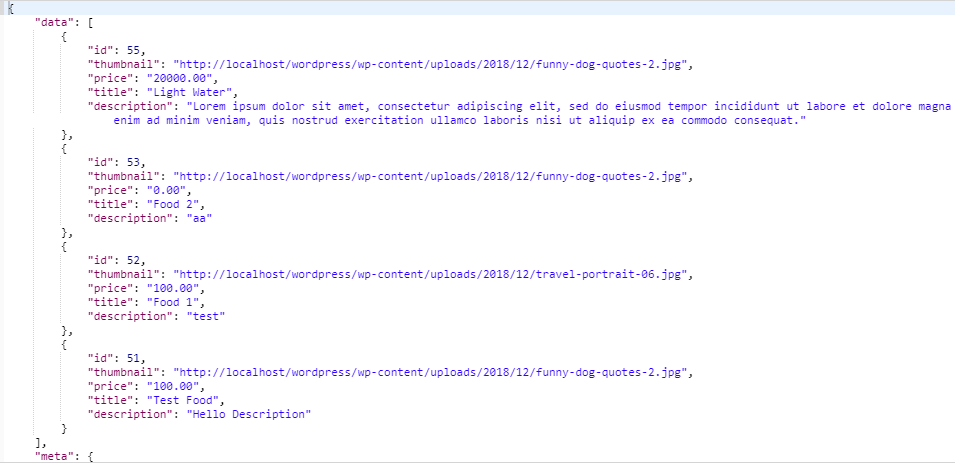 {
"data": [
{
"id": 55,
"thumbnail": "http://localhost/wordpress/wp-content/uploads/2018/12/funny-dog-quotes-2.jpg",
"price": "20000.00",
"title": "Light Water",
"description": "Lorem ipsum dolor sit amet, consectetur adipiscing elit, sed do eiusmod tempor incididunt ut labore et dolore magna
enim ad minim veniam, quis nostrud exercitation ullamco laboris nisi ut aliquip ex ea commodo consequat."
},
{
"id": 53,
"thumbnail": "http://localhost/wordpress/wp-content/uploads/2018/12/funny-dog-quotes-2.jpg",
"price": "0.00",
"title": "Food 2",
"description": "aa"
},
{
"id": 52,
"thumbnail": "http://localhost/wordpress/wp-content/uploads/2018/12/travel-portrait-06.jpg",
"price": "100.00",
"title": "Food 1",
"description": "test"
},
{
"id": 51,
"thumbnail": "http://localhost/wordpress/wp-content/uploads/2018/12/funny-dog-quotes-2.jpg",
"price": "100.00",
"title": "Test Food",
"description": "Hello Description"
}
],
"meta": {